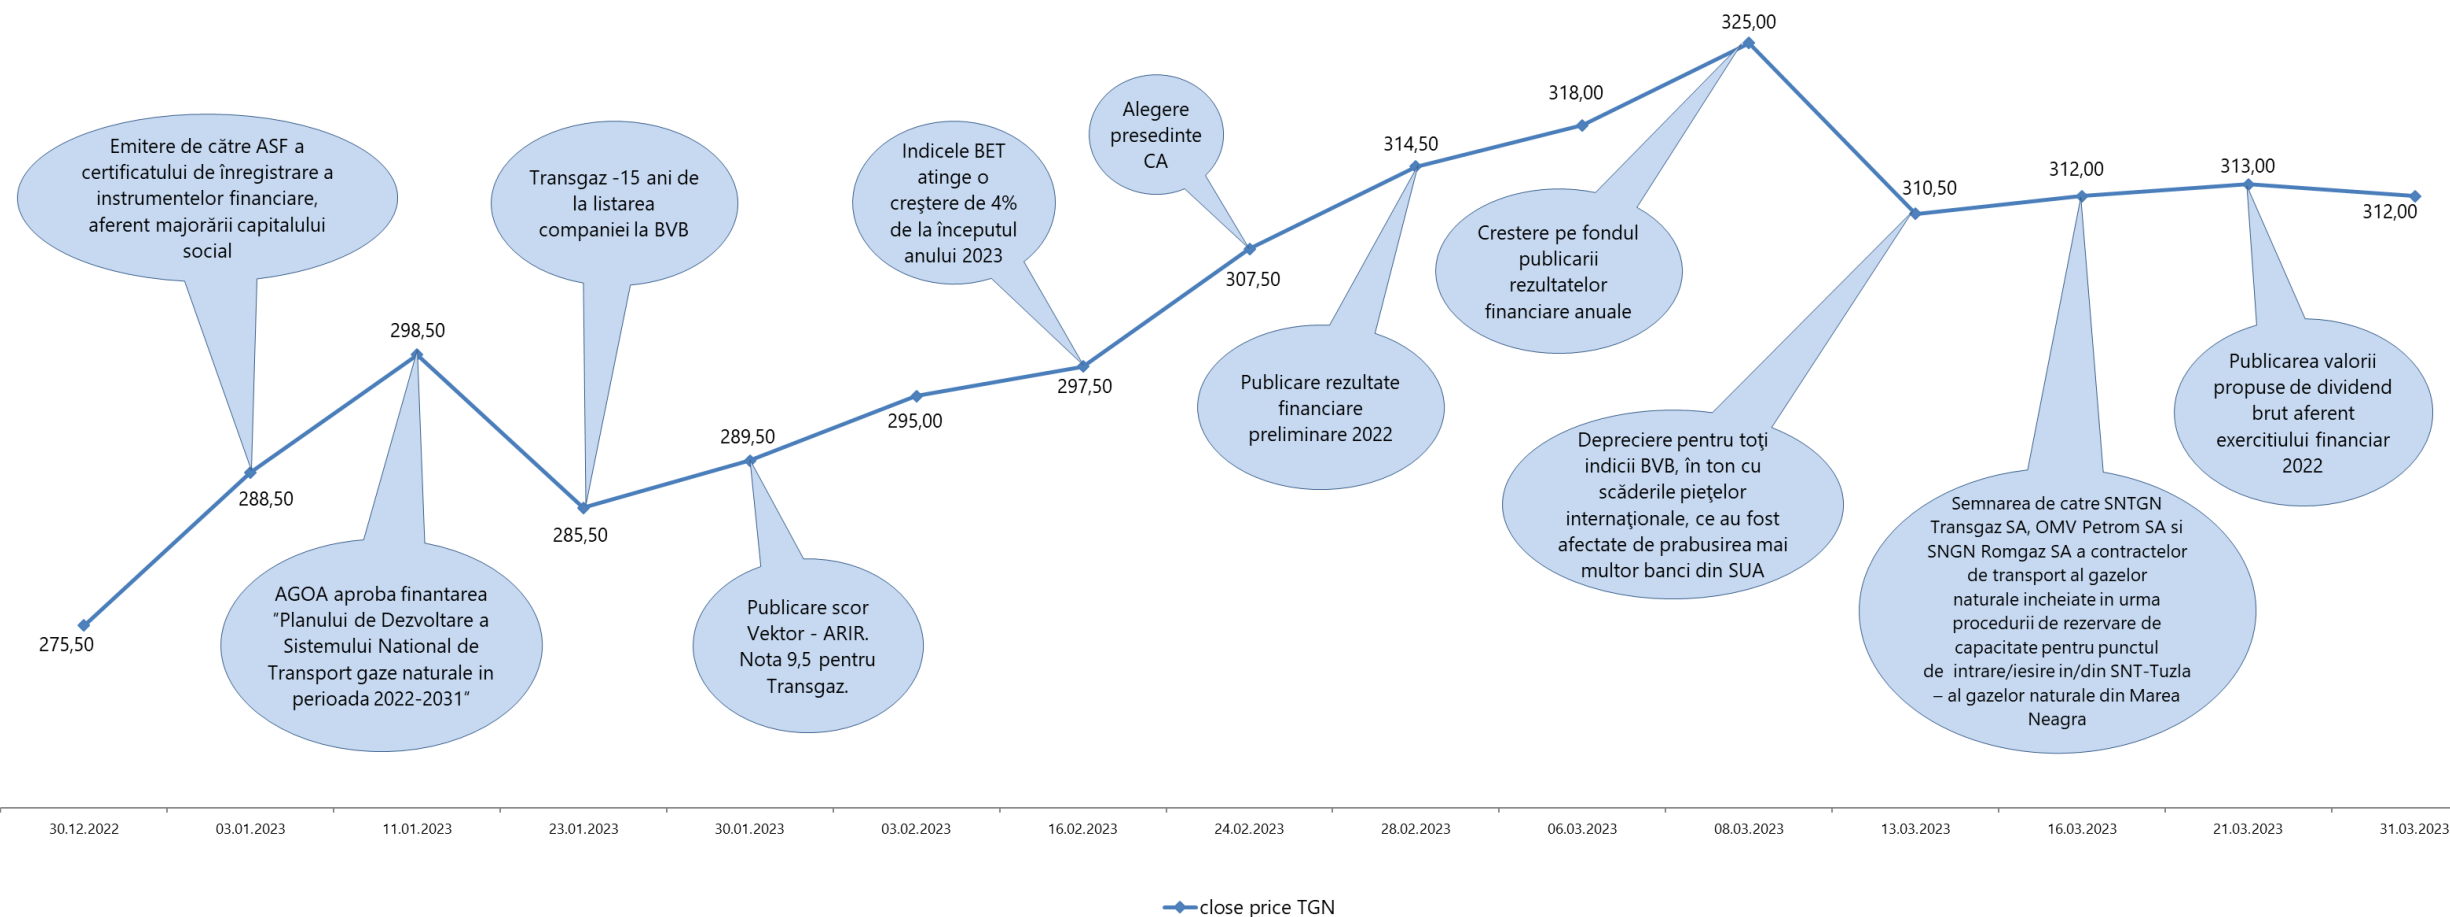 325,00
318,00
314,50
310,50
312,00
313,00
312,00
307,50
298,50
297,50
295,00
289,50
288,50
285,50
275,50
Emitere de către ASF a
certificatului de înregistrare a
instrumentelor financiare,
aferent majorării capitalului
social
Transgaz -15 ani de
la listarea
companiei la BVB
Indicele BET
atinge o
creştere de 4%
de la începutul
anului 2023
Alegere
presedinte
CA
Crestere pe fondul
publicarii
rezultatelor
financiare anuale
Publicare rezultate
financiare
preliminare 2022
Publicarea valorii
propuse de dividend
brut aferent
exercitiului financiar
2022
Depreciere pentru toţi
indicii BVB, în ton cu
scăderile pieţelor
internaţionale, ce au fost
afectate de prabusirea mai
multor banci din SUA
Semnarea de catre SNTGN
Transgaz SA, OMV Petrom SA si
SNGN Romgaz SA a contractelor
de transport al gazelor
naturale incheiate in urma
procedurii de rezervare de
capacitate pentru punctul
de  intrare/iesire in/din SNT-Tuzla
– al gazelor naturale din Marea
Neagra
AGOA aproba finantarea
"Planului de Dezvoltare a
Sistemului National de
Transport gaze naturale in
perioada 2022-2031"
Publicare scor
Vektor - ARIR.
Nota 9,5 pentru
Transgaz.
30.12.2022
03.01.2023
11.01.2023
23.01.2023
30.01.2023
03.02.2023
16.02.2023
24.02.2023
28.02.2023
06.03.2023
08.03.2023
13.03.2023
16.03.2023
21.03.2023
31.03.2023
close price TGN